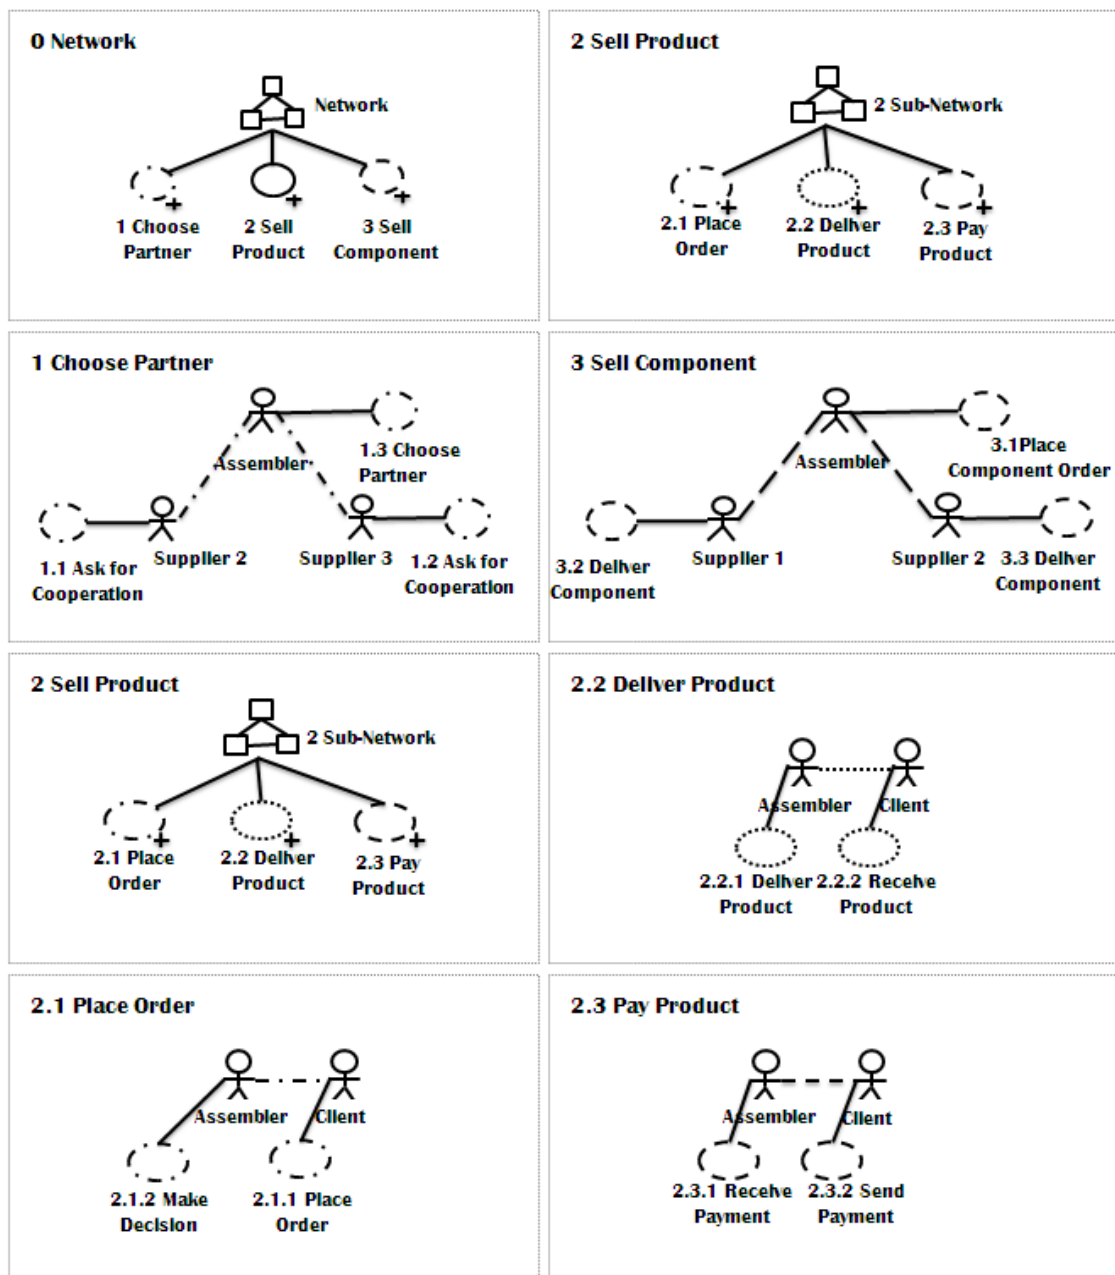 0 Network
Network
1 Choose
Partner
2 Sell
Product
3 Sell
Component
2 Sell Product
2 Sub-Network
2.1 Place
Order
2.2 Deliver
Product
2.3 Pay
Product
1 Choose Partner
Assembler
1.3 Choose
Partner
Supplier 2
Supplier 3
1.1 Ask for
Cooperation
1.2 Ask for
Cooperation
3 Sell Component
Assembler
3.1Place
Component Order
Supplier 1
Supplier 2
3.2 Deliver
Component
3.3 Deliver
Component
2 Sell Product
2 Sub-Network
2.1 Place
Order
2.2 Deliver
Product
2.3 Pay
Product
2.2 Deliver Product
Assembler
Client
2.2.1 Deliver
Product
2.2.2 Receive
Product
2.1 Place Order
Assembler
Client
2.1.2 Make
Decision
2.1.1 Place
Order
2.3 Pay Product
Assembler
Client
2.3.1 Receive
Payment
2.3.2 Send
Payment